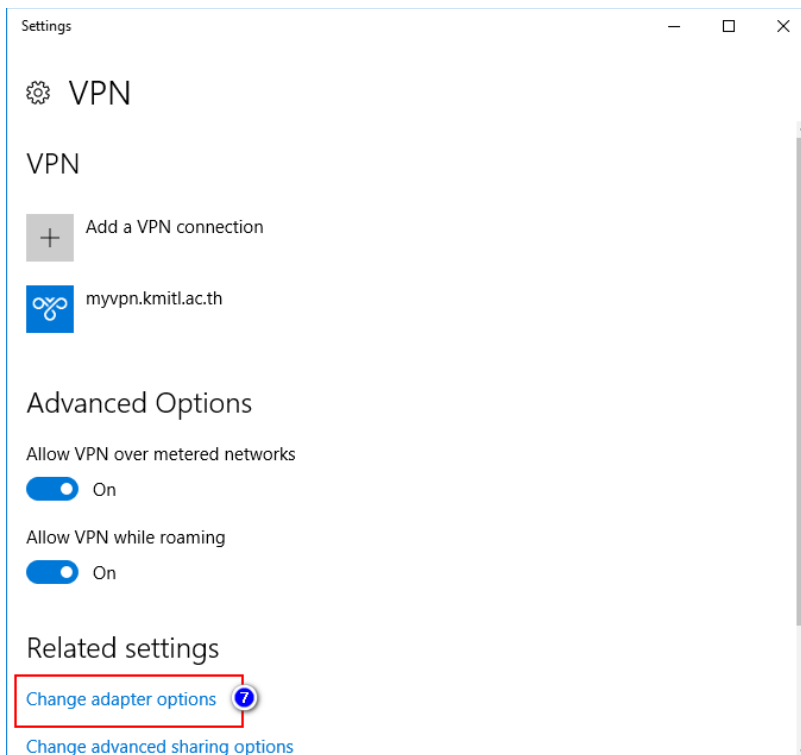 Settings
VPN
VPN
Add a VPN connection
myvpn.kmitl.ac.th
Advanced Options
Allow VPN over metered networks
On
Allow VPN while roaming
On
Related settings
Change adapter options 7
Change advanced sharing options